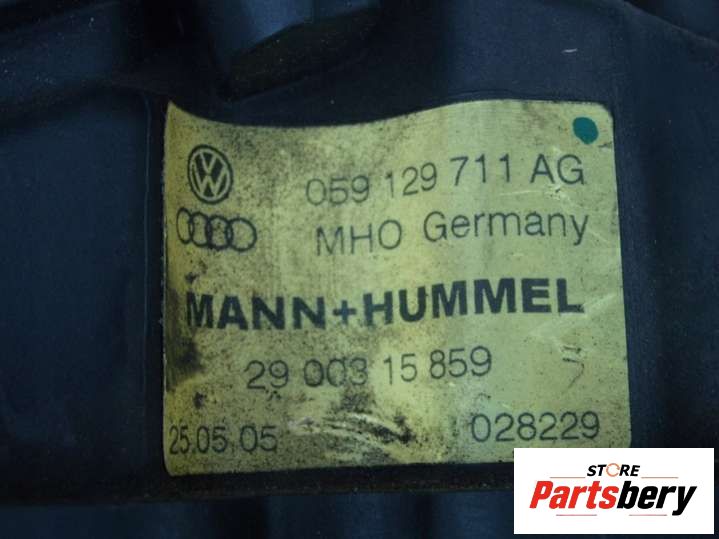 059 129 711 AG
MHO Germany
MANN+HUMMEL
29 003 15 859
25.05.05 028229
STORE
Partsbery